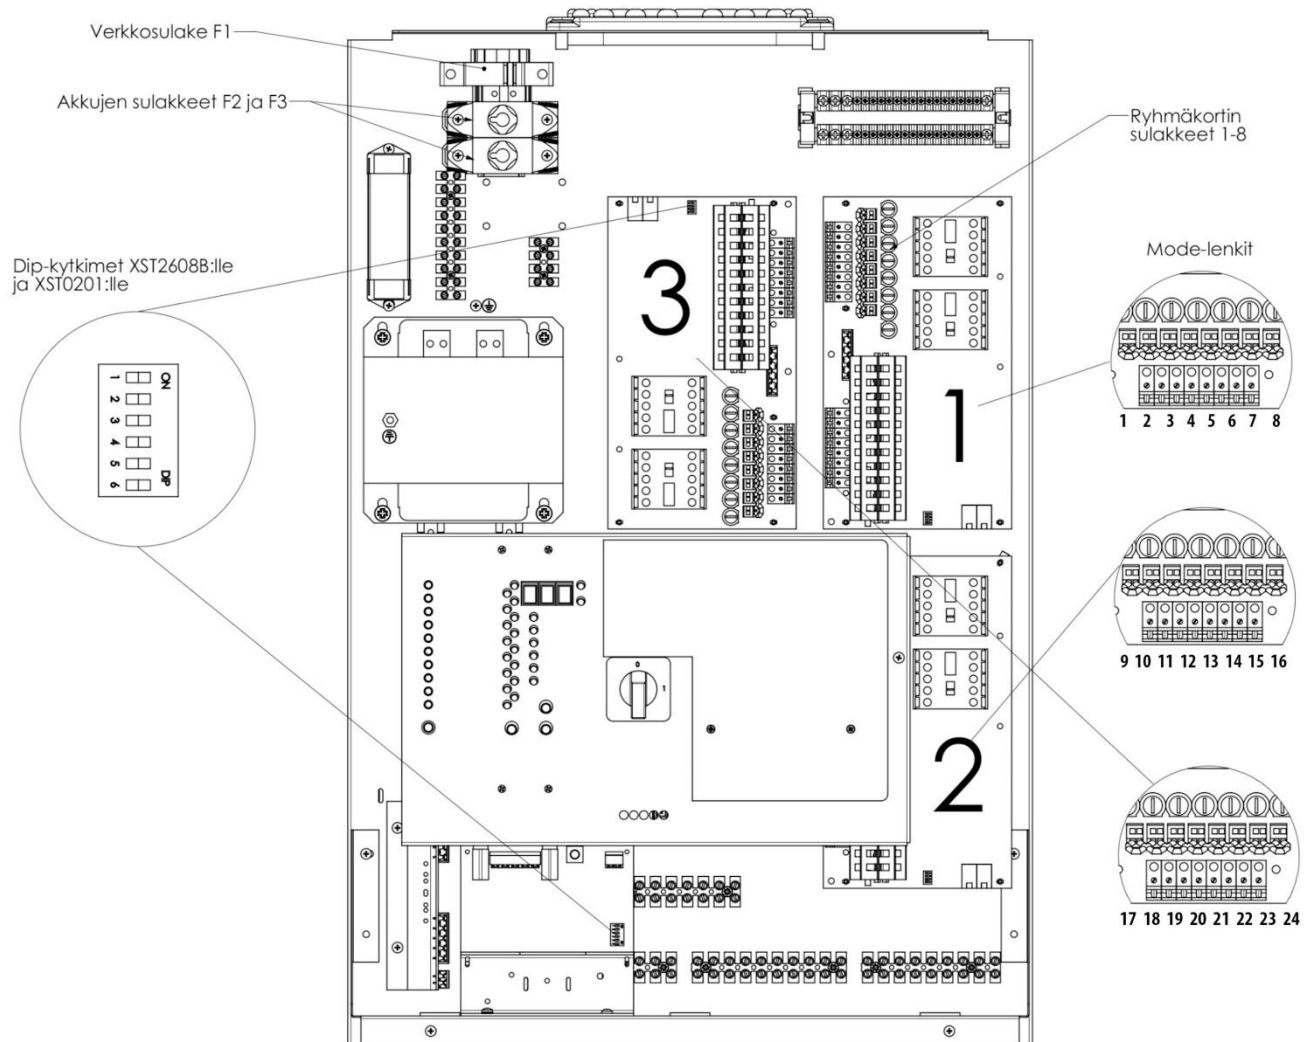 Verkkosulake F1
Akkujen sulakkeet F2 ja F3
Ryhmäkortin
sulakkeet 1-8
Dip-kytkimet XST2608B:lle
ja XST0201:lle
Mode-lenkit
3
1
2
ON
DIP
1
2
3
4
5
6
1 2 3 4 5 6 7 8
9 10 11 12 13 14 15 16
17 18 19 20 21 22 23 24
0
1